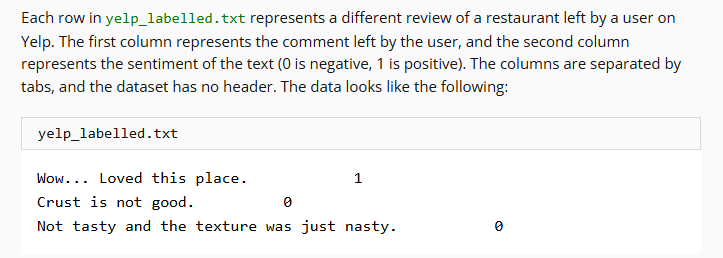 Each row in yelp_labelled.txt represents a different review of a restaurant left by a user on
Yelp. The first column represents the comment left by the user, and the second column
represents the sentiment of the text (0 is negative, 1 is positive). The columns are separated by
tabs, and the dataset has no header. The data looks like the following:
yelp_labelled.txt
Wow... Loved this place. 1
Crust is not good. 0
Not tasty and the texture was just nasty. 0